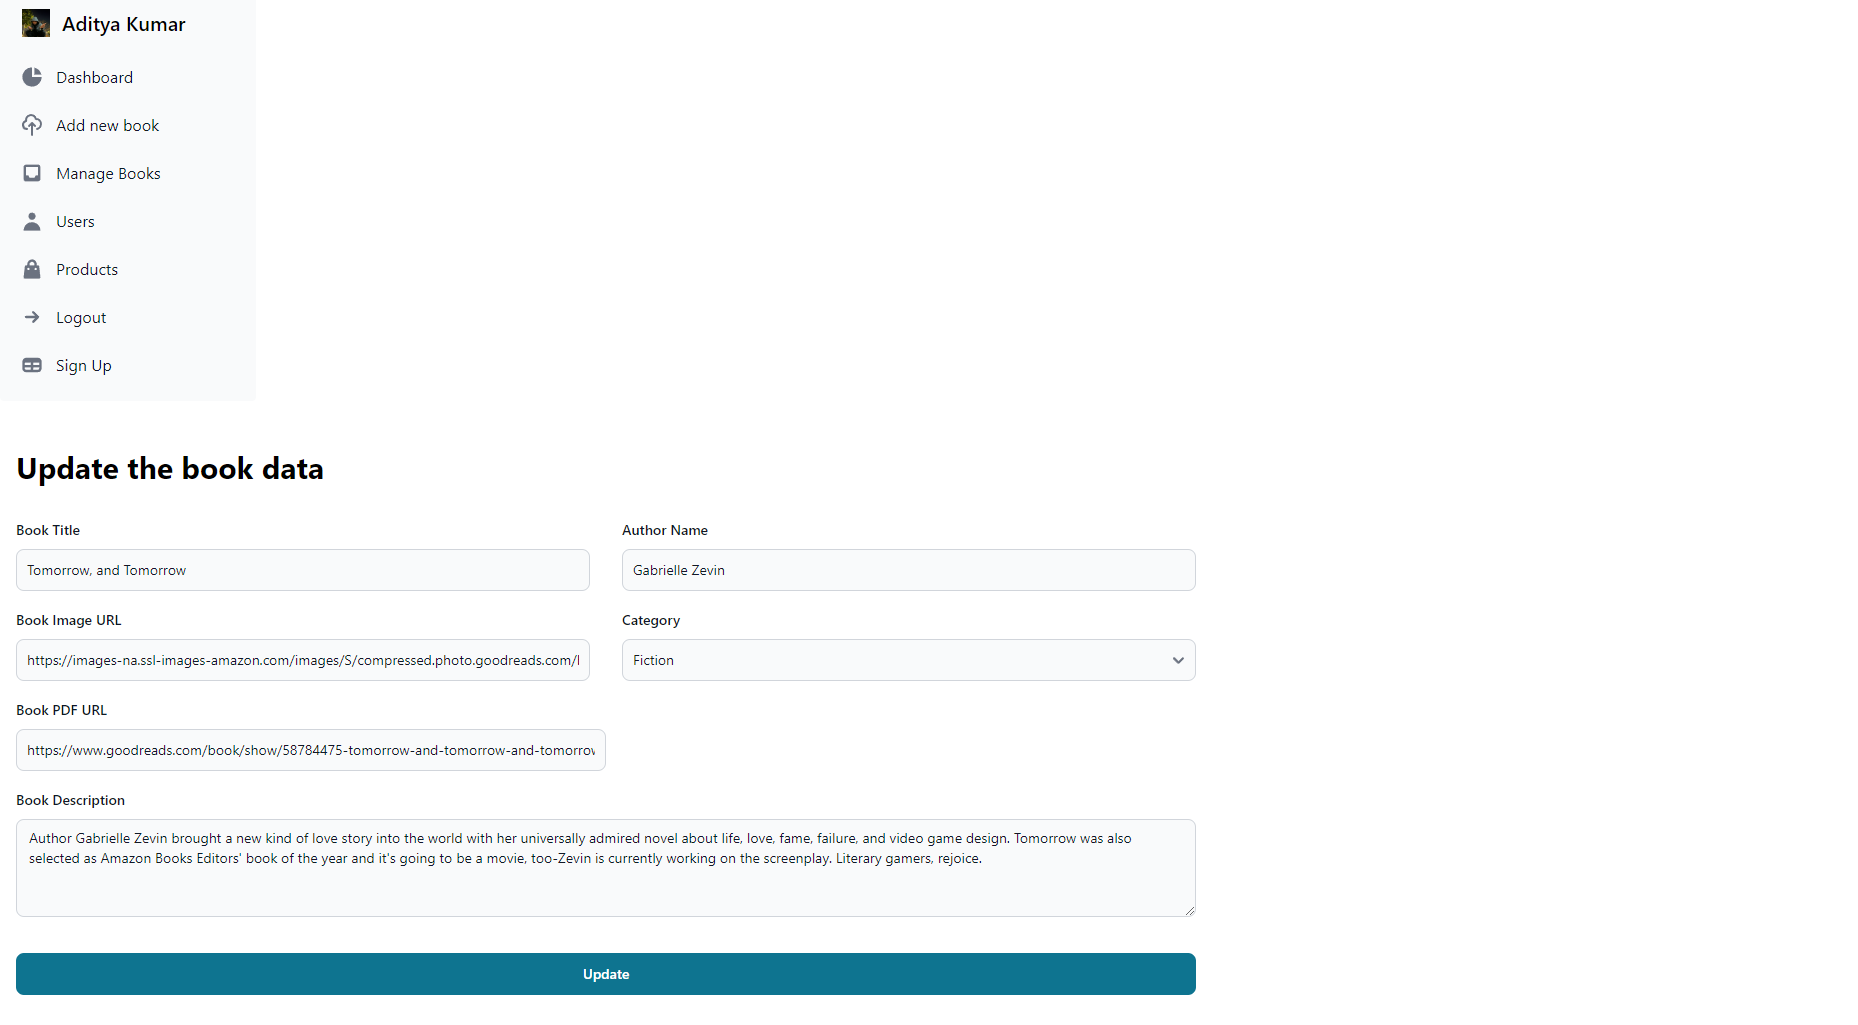 Aditya Kumar
Dashboard
Add new book
Manage Books
Users
Products
Logout
Sign Up
Update the book data
Book Title
Author Name
Tomorrow, and Tomorrow
Gabrielle Zevin
Book Image URL
Category
https://images-na.ssl-images-amazon.com/images/S/compressed.photo.goodreads.com/
Fiction
Book PDF URL
https://www.goodreads.com/book/show/58784475-tomorrow-and-tomorrow-and-tomorrow
Book Description
Author Gabrielle Zevin brought a new kind of love story into the world with her universally admired novel about life, love, fame, failure, and video game design. Tomorrow was also
selected as Amazon Books Editors' book of the year and it's going to be a movie, too-Zevin is currently working on the screenplay. Literary gamers, rejoice.
Update